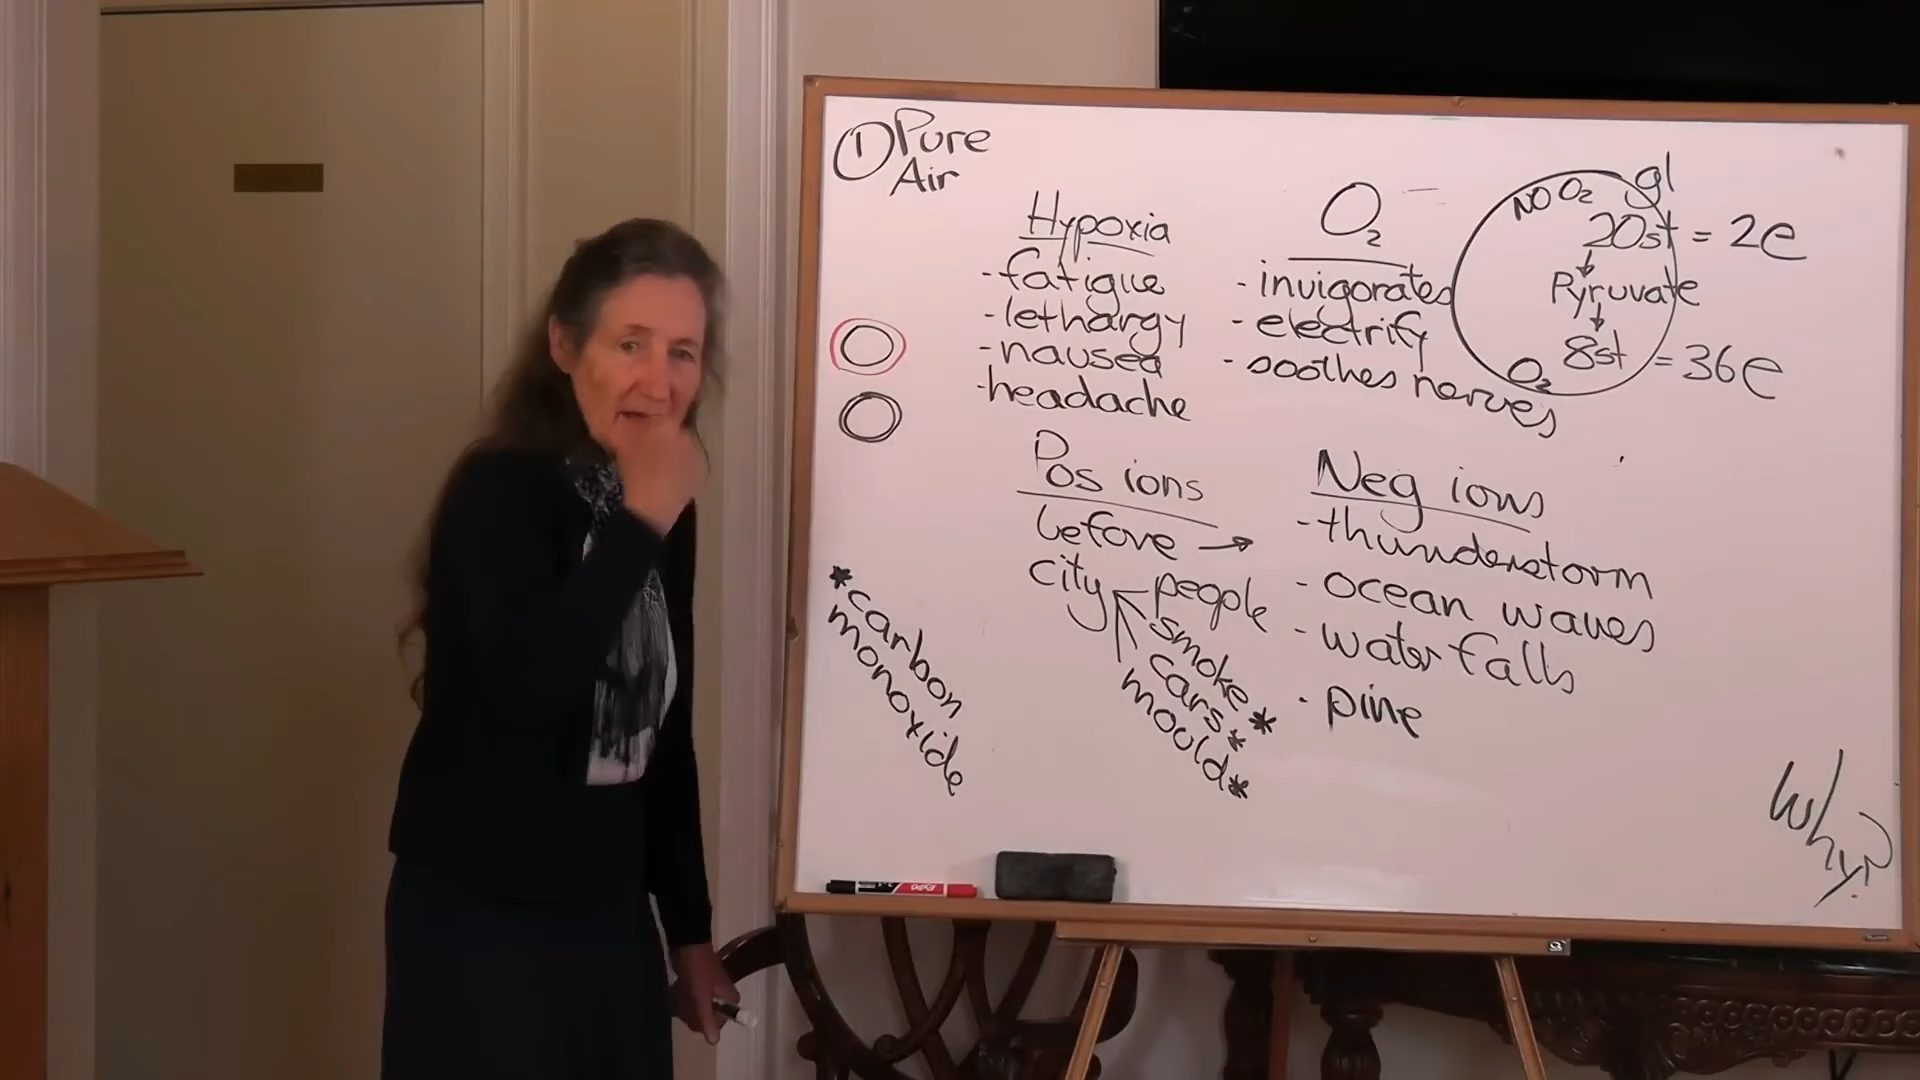 ① Pure
Air
Hypoxia
-fatigue
-lethargy
-nausea
-headache
O₂
- invigorates
- electrify
- soothes nerves
gl
NO O₂
20st = 2e
↓
Pyruvate
↓
8st = 36e
O₂
Pos ions
before →
city
people
smoke*
cars*
mould*
Neg ions
-thunderstorm
- ocean waves
- waterfalls
- pine
*carbon
monoxide
Why?
EXPO